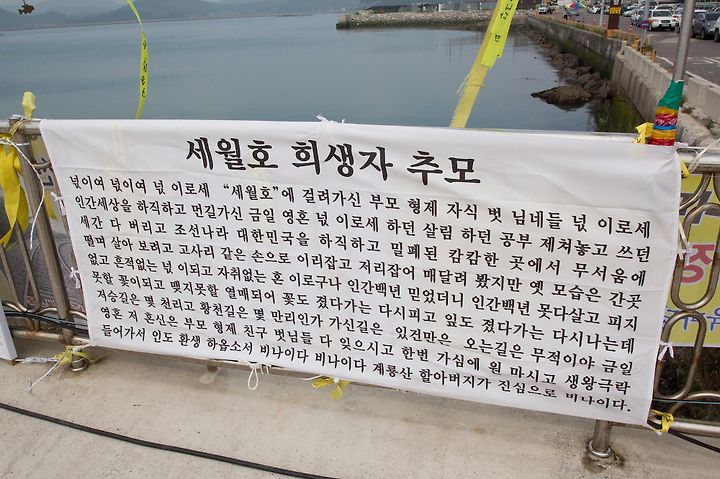 세월호 희생자 추모
넋이여 넋이여 넋 이로세 "세월호"에 걸려가신 부모 형제 자식 벗 님네들 넋 이로세
인간세상을 하직하고 먼길가신 금일 영혼 넋 이로세 하던 살림 하던 공부 제쳐놓고 쓰던
세간 다 버리고 조선나라 대한민국을 하직하고 밀폐된 캄캄한 곳에서 무서움에
떨며 살아 보려고 고사리 같은 손으로 이리잡고 저리잡어 매달려 봤지만 옛 모습은 간곳
없고 흔적없는 넋 이되고 자취없는 혼 이로구나 인간백년 믿었더니 인간백년 못다살고 피지
못할 꽃이되고 맺지못할 열매되어 꽃도 졌다가는 다시피고 잎도 졌다가는 다시나는데
저승길은 몇 천리고 황천길은 몇 만리인가 가신길은 있건만은 오는길은 무적이야 금일
영혼 저 혼신은 부모 형제 친구 벗님들 다 잊으시고 한번 가심에 원 마시고 생왕극락
들어가서 인도 환생 하옵소서 비나이다 비나이다 계룡산 할아버지가 진심으로 비나이다.